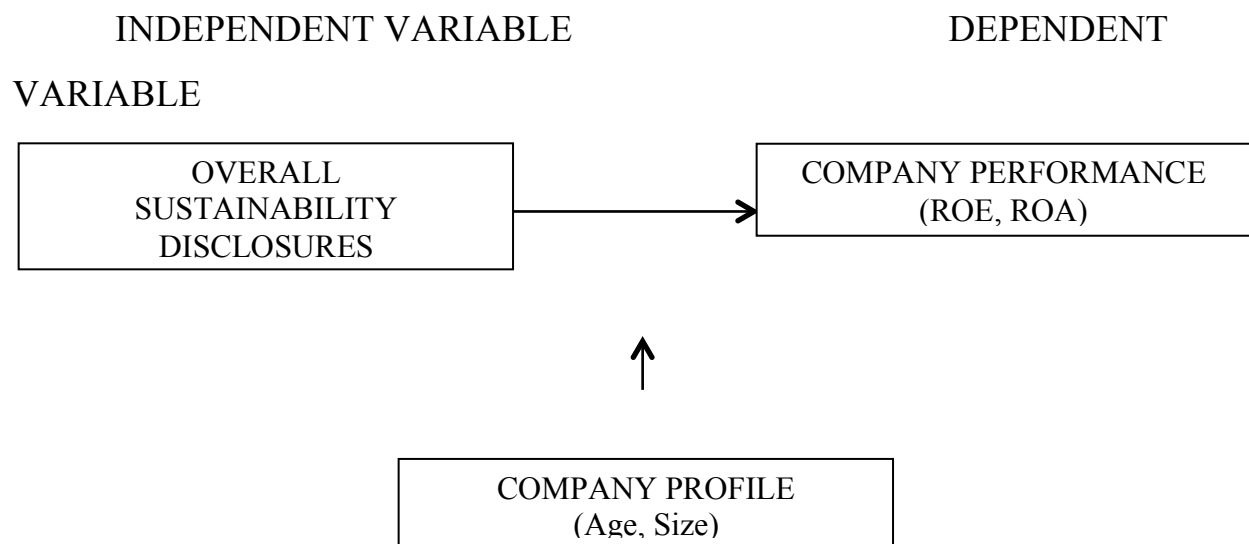 INDEPENDENT VARIABLE DEPENDENT
VARIABLE
OVERALL
SUSTAINABILITY
DISCLOSURES
COMPANY PERFORMANCE
(ROE, ROA)
COMPANY PROFILE
(Age, Size)